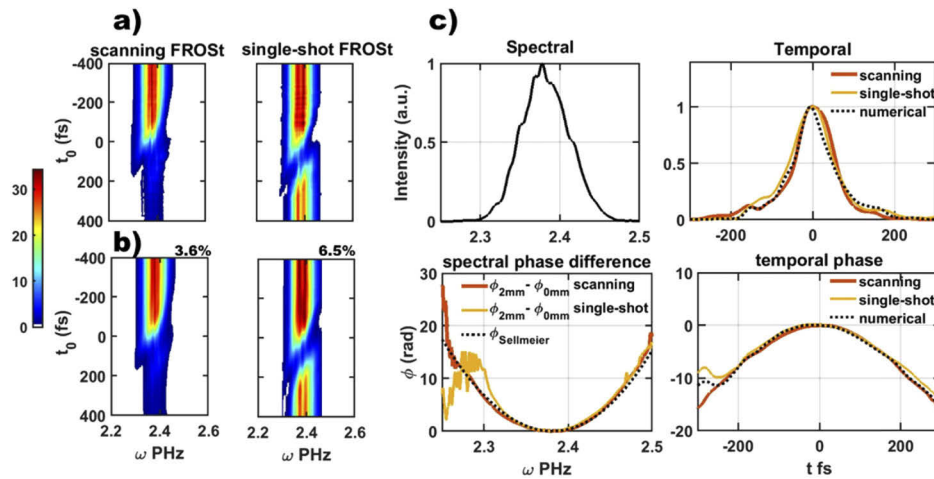 a)
c)
scanning FROSt
single-shot FROSt
-400
-200
0
200
400
t0 (fs)
30
20
10
0
b)
3.6%
6.5%
-400
-200
0
200
400
t0 (fs)
2.2
2.4
2.6
2.2
2.4
2.6
ω PHz
ω PHz
Spectral
1
0.5
0
Intensity (a.u.)
2.3
2.4
2.5
Temporal
scanning
single-shot
numerical
1
0.5
0
-200
0
200
spectral phase difference
ϕ2mm- ϕ0mm scanning
ϕ2mm- ϕ0mm single-shot
ϕSellmeier
30
20
10
0
ϕ (rad)
2.3
2.4
2.5
ω PHz
temporal phase
scanning
single-shot
numerical
10
0
-10
-20
-200
0
200
t fs